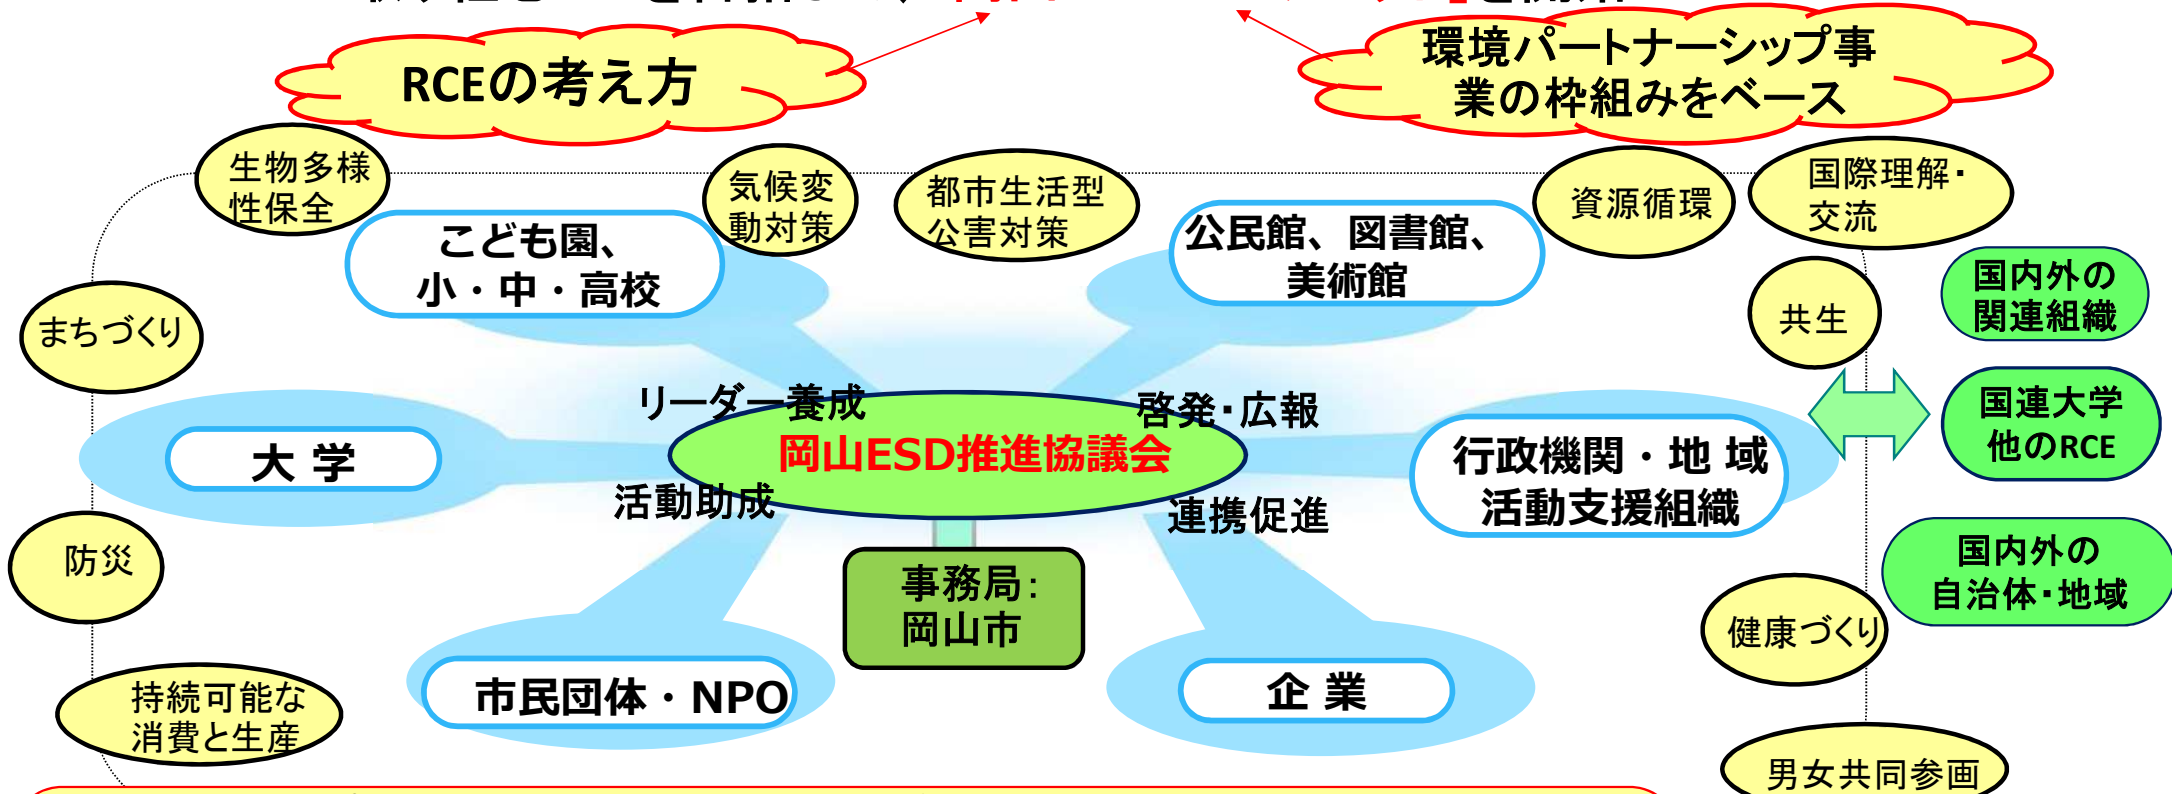 RCEの考え方
環境パートナーシップ事
業の枠組みをベース
生物多様
性保全
気候変
動対策
都市生活型
公害対策
資源循環
国際理解・
交流
こども園、
小・中・高校
公民館、図書館、
美術館
国内外の
関連組織
まちづくり
共生
リーダー養成
啓発・広報
岡山ESD推進協議会
大 学
行政機関・地 域
活動支援組織
国連大学
他のRCE
活動助成
連携促進
防災
事務局：
岡山市
国内外の
自治体・地域
健康づくり
持続可能な
消費と生産
市民団体・NPO
企 業
男女共同参画